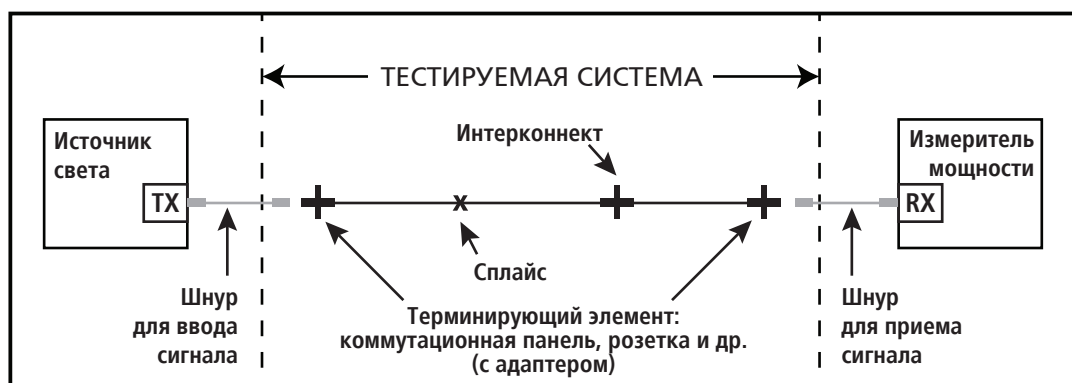 ТЕСТИРУЕМАЯ СИСТЕМА
Источник
света
TX
Интерконнект
Измеритель
мощности
RX
Сплайс
Шнур
для ввода
сигнала
Терминирующий элемент:
коммутационная панель, розетка и др.
(с адаптером)
Шнур
для приема
сигнала